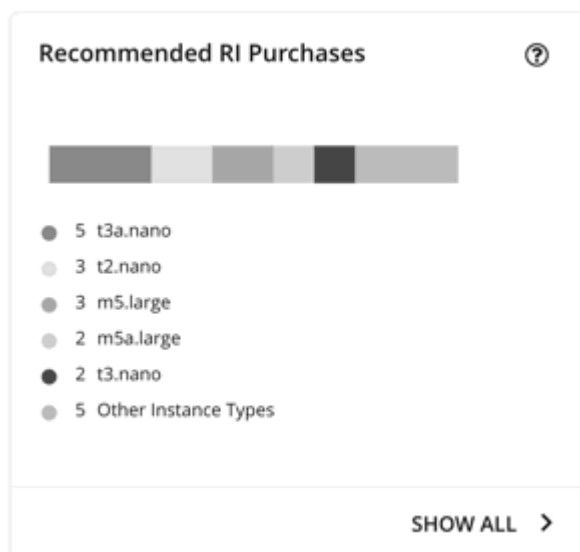 Recommended RI Purchases ?
5 t3a.nano
3 t2.nano
3 m5.large
2 m5a.large
2 t3.nano
5 Other Instance Types
SHOW ALL